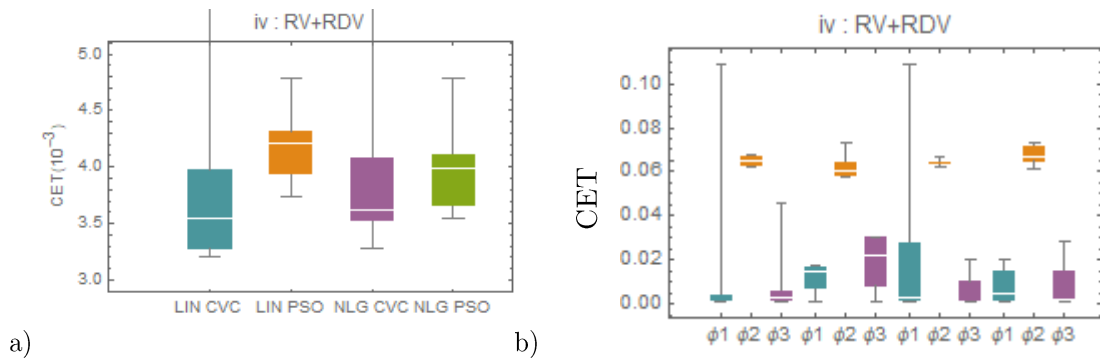 iv : RV+RDV
5.0
4.5
4.0
3.5
3.0
CET(10⁻³)
LIN CVC LIN PSO NLG CVC NLG PSO
a)
iv : RV+RDV
0.10
0.08
0.06
0.04
0.02
0.00
CET
ϕ1 ϕ2 ϕ3 ϕ1 ϕ2 ϕ3 ϕ1 ϕ2 ϕ3 ϕ1 ϕ2 ϕ3
b)